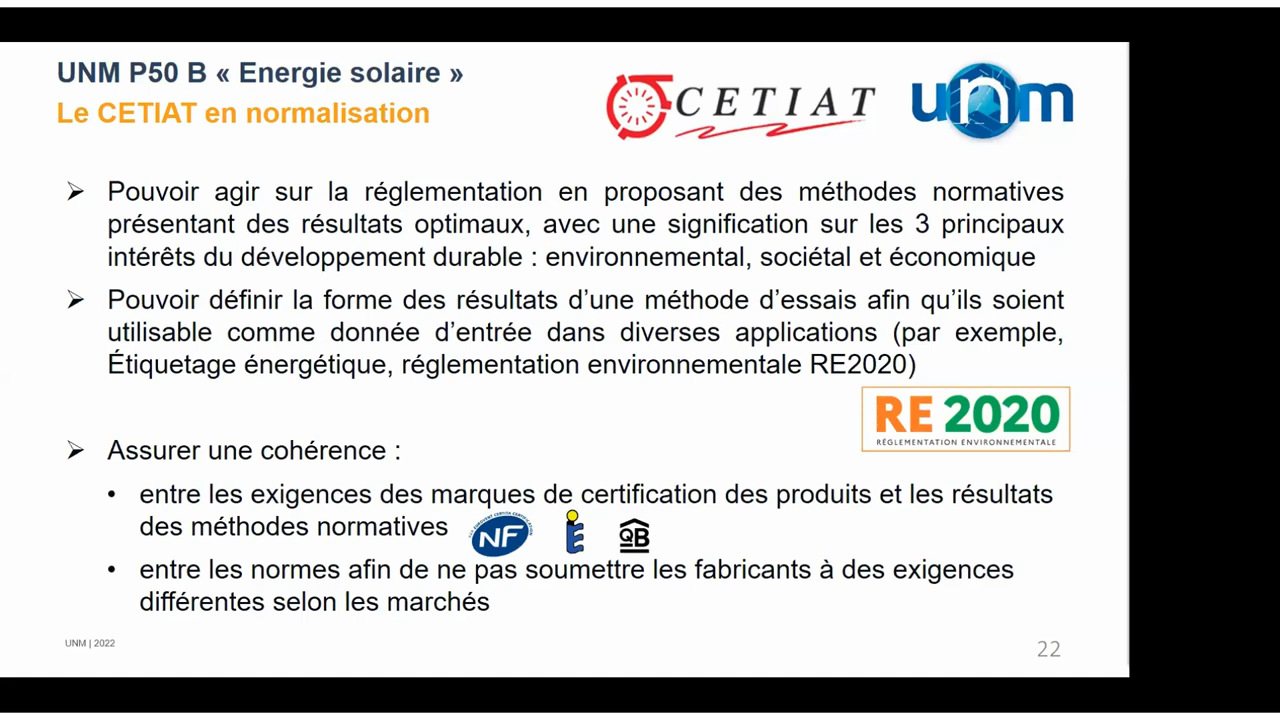 UNM P50 B « Energie solaire »
Le CETIAT en normalisation
CETIAT
unm
Pouvoir agir sur la réglementation en proposant des méthodes normatives
présentant des résultats optimaux, avec une signification sur les 3 principaux
intérêts du développement durable : environnemental, sociétal et économique
Pouvoir définir la forme des résultats d’une méthode d’essais afin qu’ils soient
utilisable comme donnée d’entrée dans diverses applications (par exemple,
Étiquetage énergétique, réglementation environnementale RE2020)
RE 2020
RÉGLEMENTATION ENVIRONNEMENTALE
Assurer une cohérence :
entre les exigences des marques de certification des produits et les résultats
des méthodes normatives
NF
QB
entre les normes afin de ne pas soumettre les fabricants à des exigences
différentes selon les marchés
UNM | 2022
22